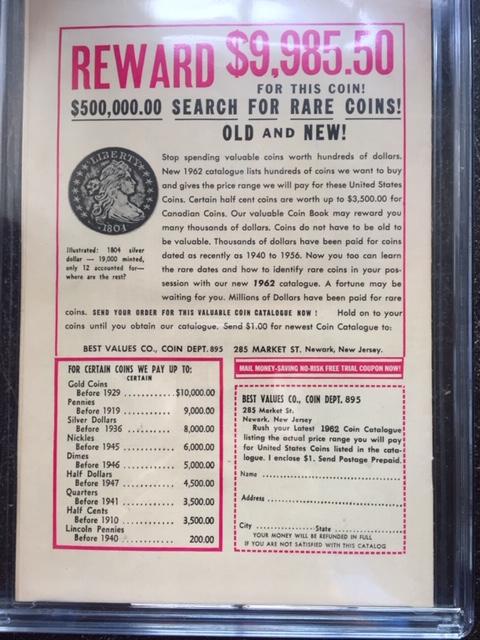 REWARD $9,985.50
FOR THIS COIN!
$500,000.00 SEARCH FOR RARE COINS!
OLD AND NEW!
LIBERTY
1804
Illustrated: 1804 silver
dollar — 19,000 minted,
only 12 accounted for—
where are the rest?
Stop spending valuable coins worth hundreds of dollars.
New 1962 catalogue lists hundreds of coins we want to buy
and gives the price range we will pay for these United States
Coins. Certain half cent coins are worth up to $3,500.00 for
Canadian Coins. Our valuable Coin Book may reward you
many thousands of dollars. Coins do not have to be old to
be valuable. Thousands of dollars have been paid for coins
dated as recently as 1940 to 1956. Now you too can learn
the rare dates and how to identify rare coins in your pos-
session with our new 1962 catalogue. A fortune may be
waiting for you. Millions of Dollars have been paid for rare
coins. SEND YOUR ORDER FOR THIS VALUABLE COIN CATALOGUE NOW ! Hold on to your
coins until you obtain our catalogue. Send $1.00 for newest Coin Catalogue to:
BEST VALUES CO., COIN DEPT. 895 285 MARKET ST. Newark, New Jersey.
FOR CERTAIN COINS WE PAY UP TO:
CERTAIN
Gold Coins
Before 1929 ............ $10,000.00
Pennies
Before 1919 ............ 9,000.00
Silver Dollars
Before 1936 ............ 8,000.00
Nickles
Before 1945 ............ 6,000.00
Dimes
Before 1946 ............ 5,000.00
Half Dollars
Before 1947 ............ 4,500.00
Quarters
Before 1941 ............ 3,500.00
Half Cents
Before 1910 ............ 3,500.00
Lincoln Pennies
Before 1940 ............ 200.00
MAIL MONEY-SAVING NO-RISK FREE TRIAL COUPON NOW!
BEST VALUES CO., COIN DEPT. 895
285 Market St.
Newark, New Jersey
Rush your Latest 1962 Coin Catalogue
listing the actual price range you will pay
for United States Coins listed in the cata-
logue. I enclose $1. Send Postage Prepaid.
Name ..............................
Address ..............................
City ............... State ...............
YOUR MONEY WILL BE REFUNDED IN FULL
IF YOU ARE NOT SATISFIED WITH THIS CATALOG